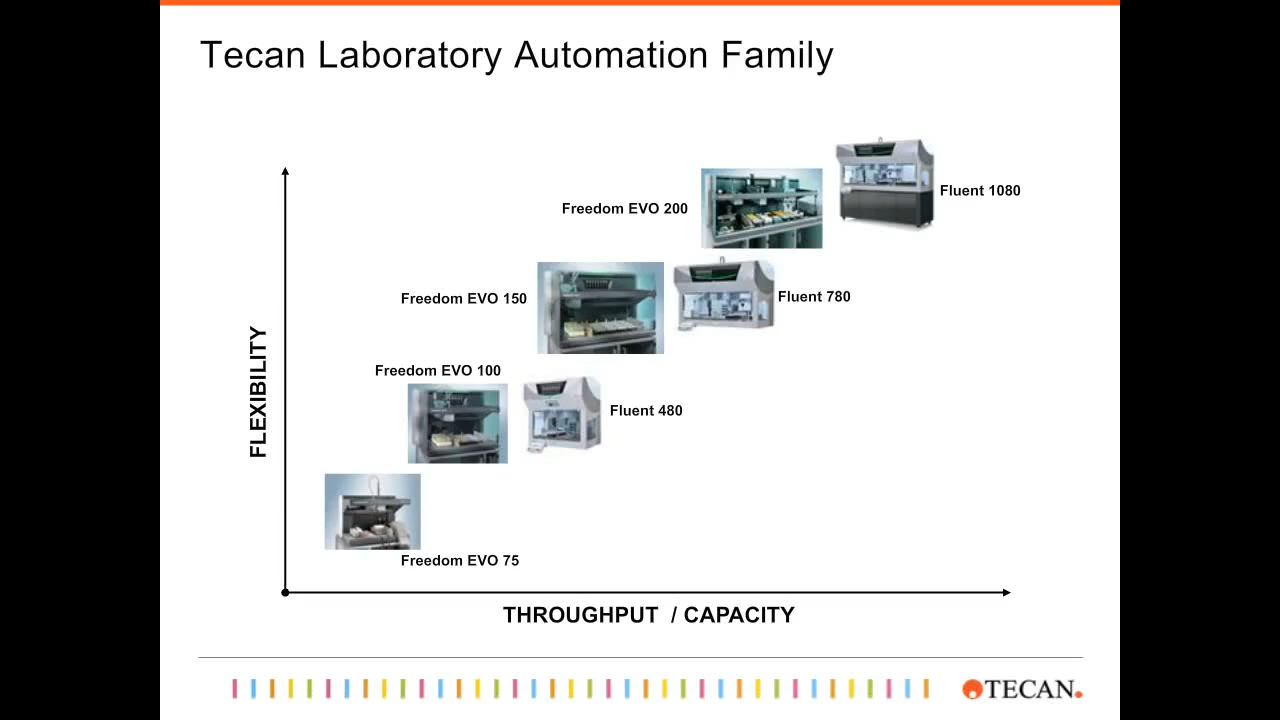 Tecan Laboratory Automation Family
Fluent 1080
Freedom EVO 200
Freedom EVO 150
Fluent 780
Freedom EVO 100
Fluent 480
FLEXIBILITY
Freedom EVO 75
THROUGHPUT / CAPACITY
TECAN.